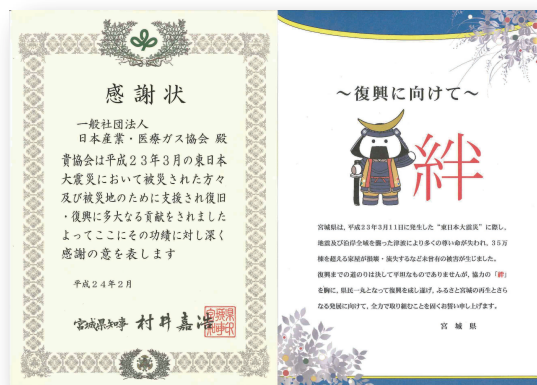 感謝状
一般社団法人
日本産業・医療ガス協会 殿
貴協会は平成23年3月の東日本
大震災において被災された方々
及び被災地のために支援され復旧
・復興に多大なる貢献をされました
よってここにその功績に対し深く
感謝の意を表します
平成24年2月
宮城県知事 村井嘉浩
～復興に向けて～
絆
宮城県は、平成23年3月11日に発生した“東日本大震災”に際し、
地震及び沿岸全域を襲った津波により多くの尊い命が失われ、35万
棟を超える家屋が損壊・流失するなど未曾有の被害が生じました。
復興までの道のりは決して平坦なものでありませんが、協力の「絆」
を胸に、県民一丸となって復興を成し遂げ、ふるさと宮城の再生とさら
なる発展に向けて、全力で取り組むことを固くお誓い申し上げます。
宮 城 県